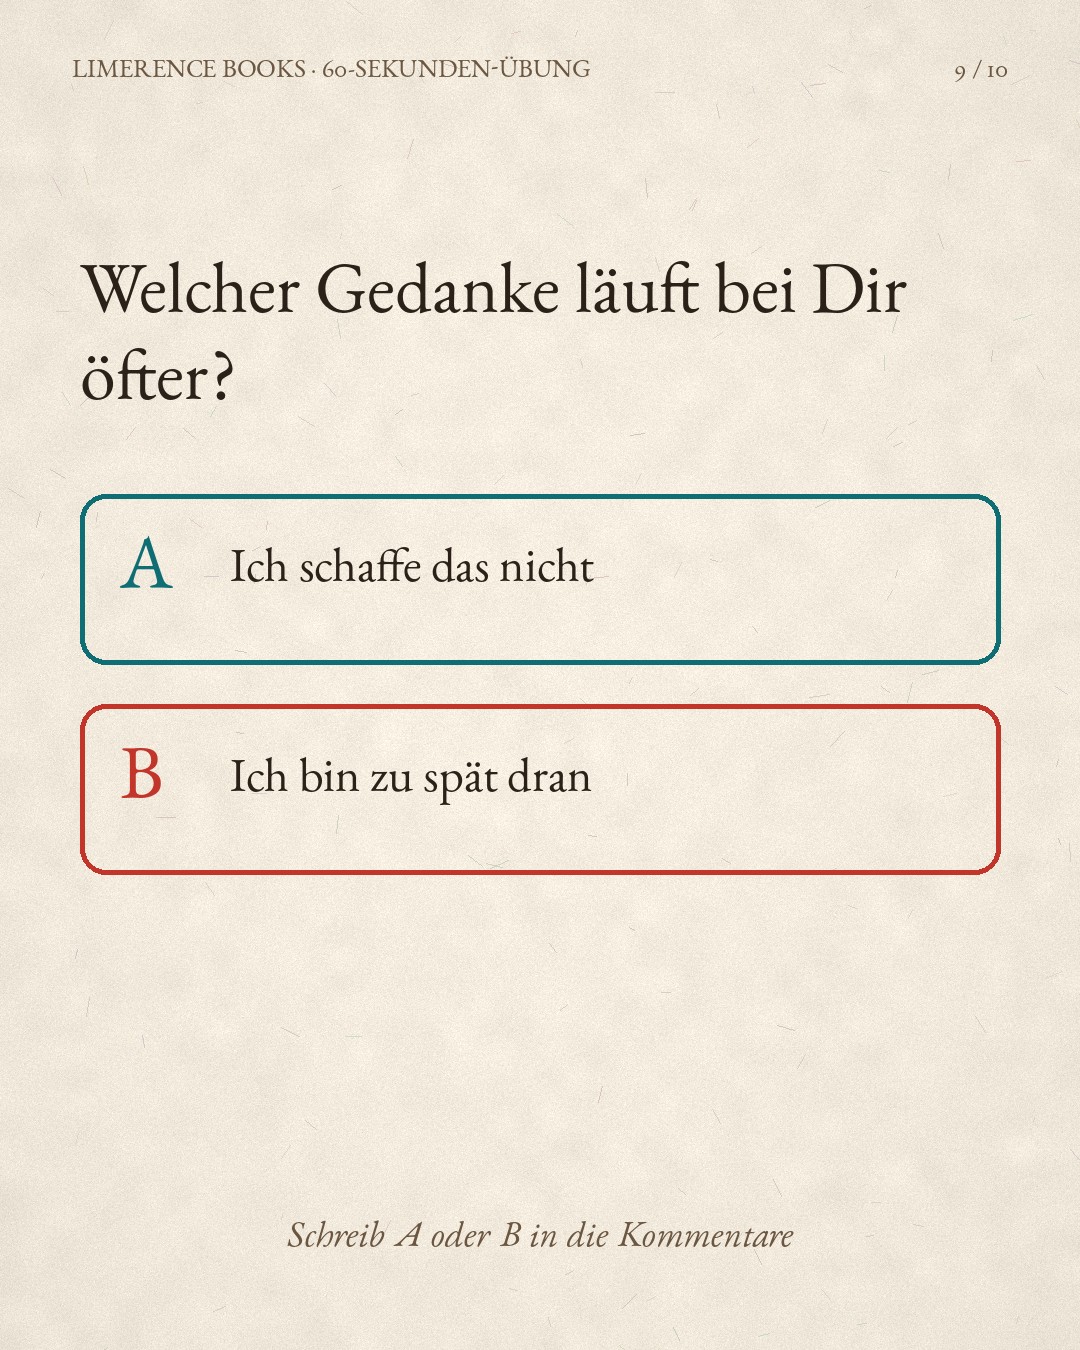 LIMERENCE BOOKS · 60-SEKUNDEN-ÜBUNG
9 / 10
Welcher Gedanke läuft bei Dir
öfter?
A Ich schaffe das nicht
B Ich bin zu spät dran
Schreib A oder B in die Kommentare